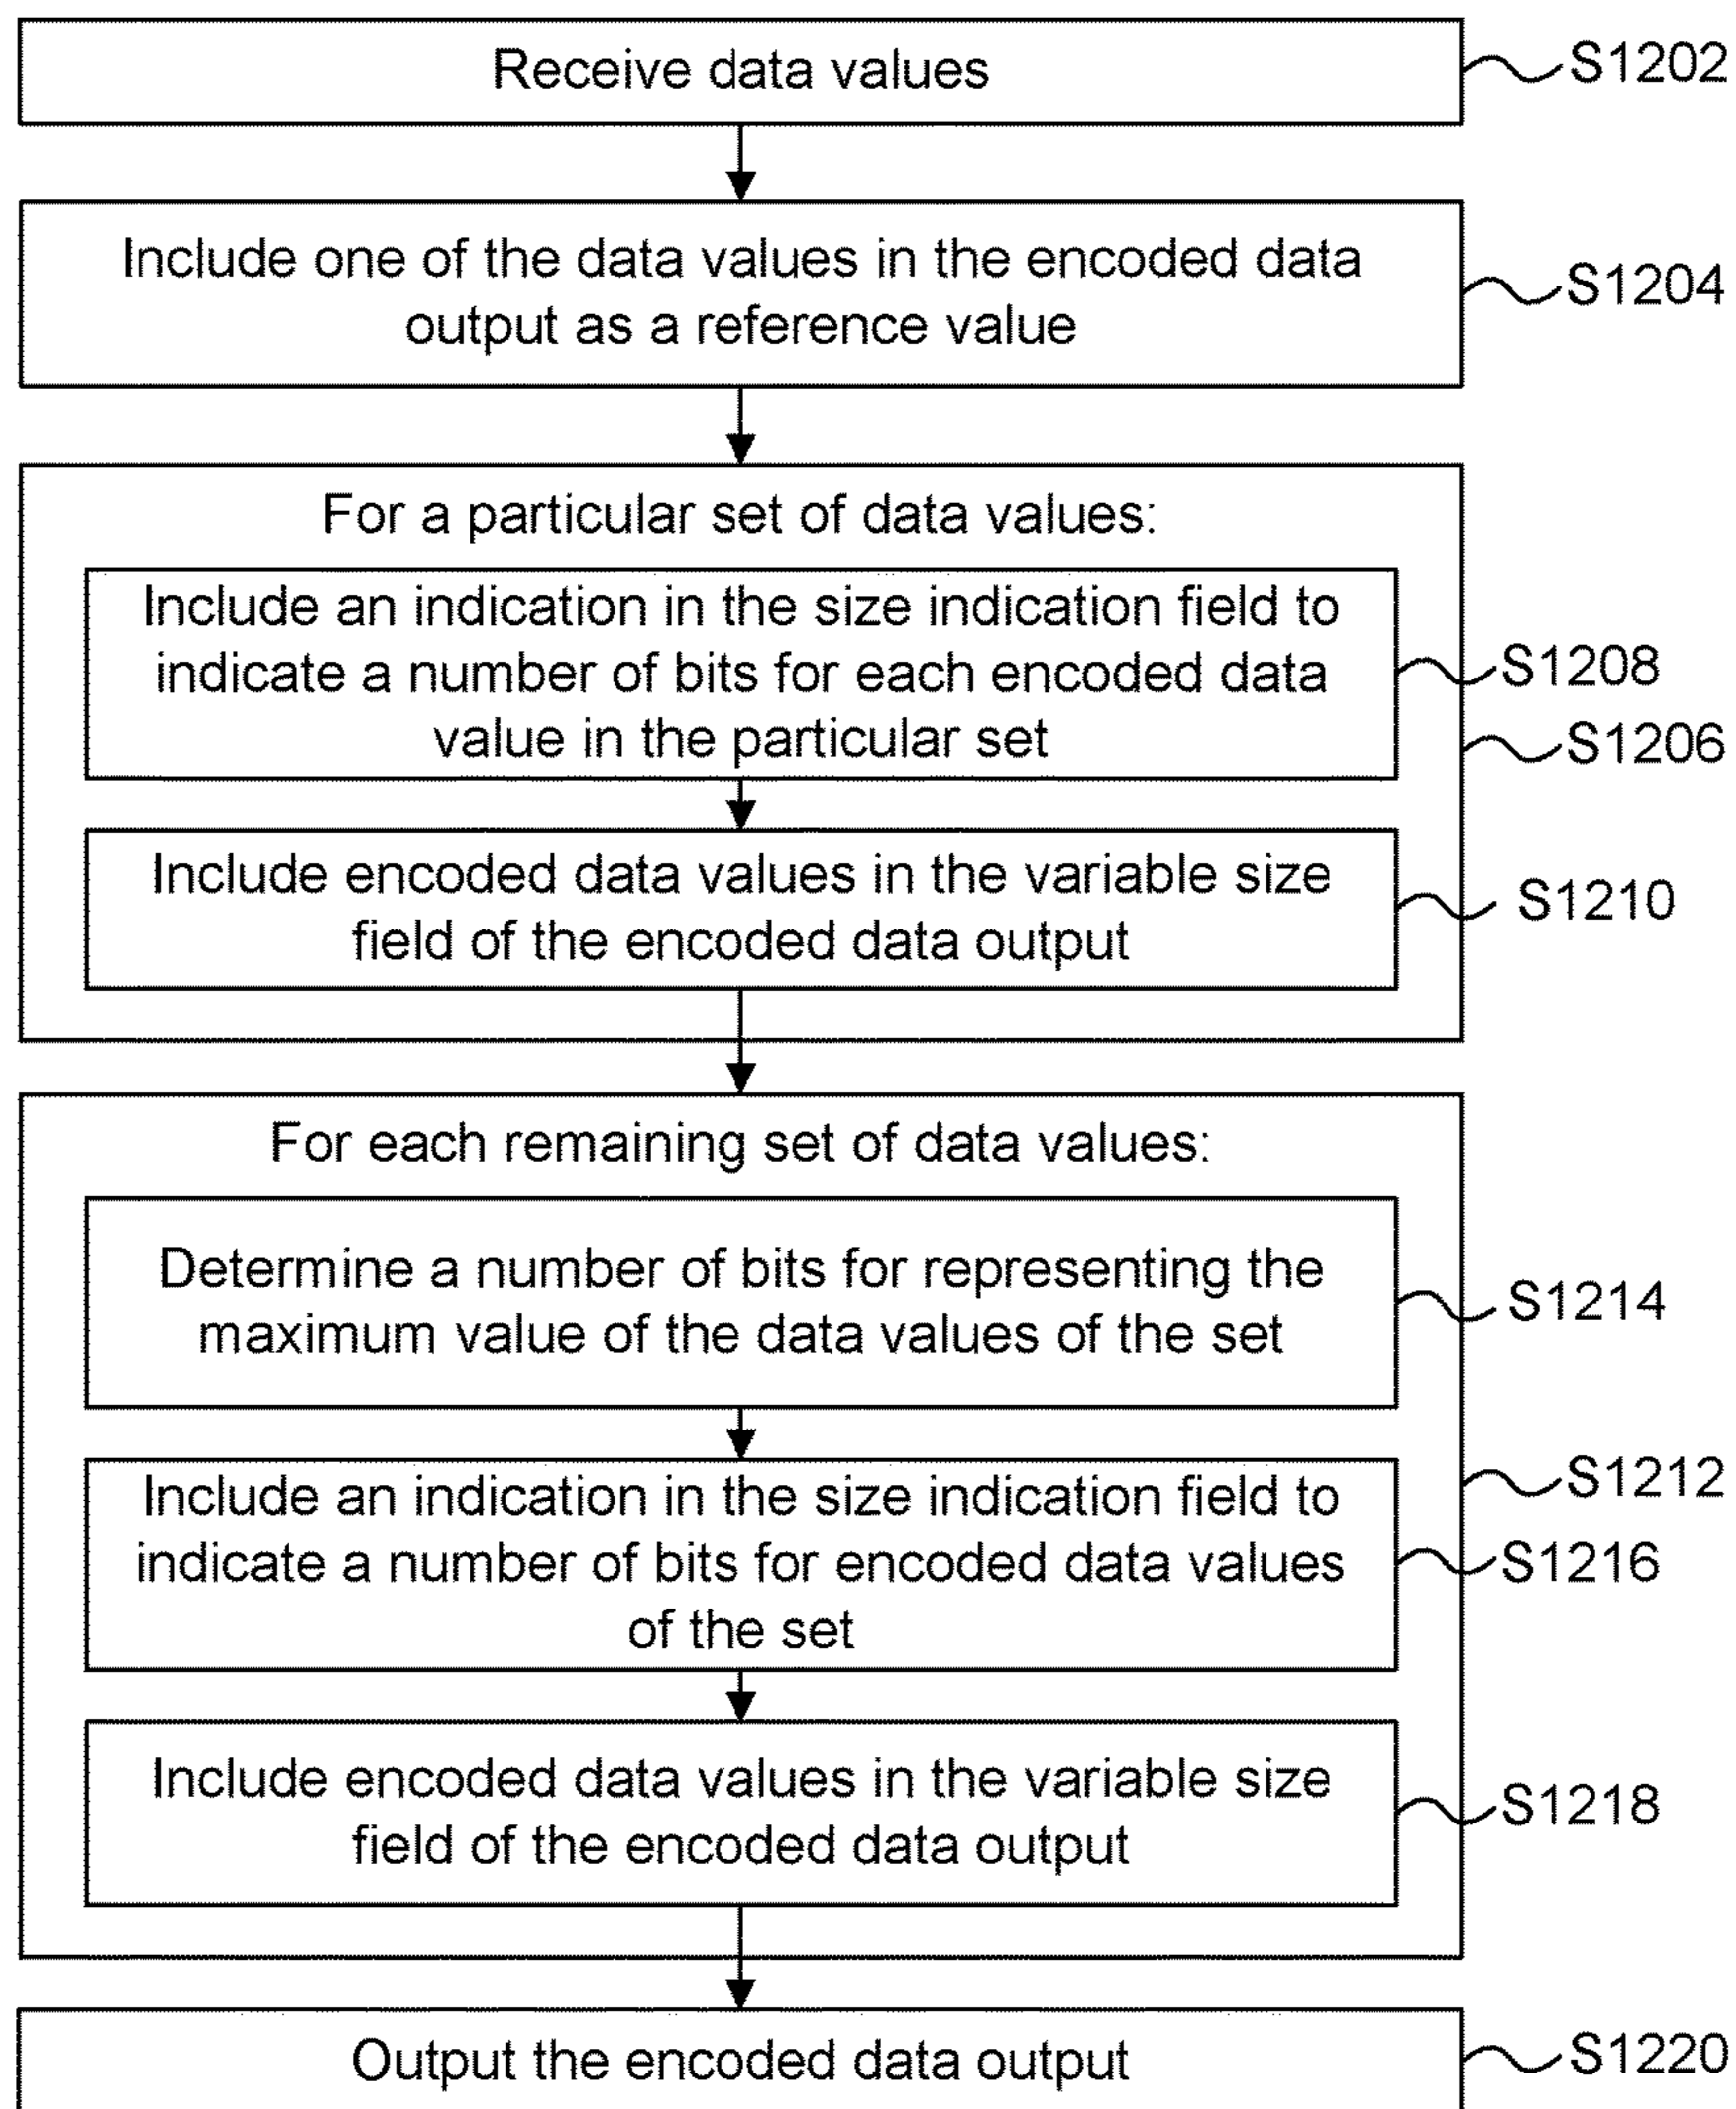 Receive data values
S1202
Include one of the data values in the encoded data
output as a reference value
S1204
For a particular set of data values:
Include an indication in the size indication field to
indicate a number of bits for each encoded data
value in the particular set
S1208
S1206
Include encoded data values in the variable size
field of the encoded data output
S1210
For each remaining set of data values:
Determine a number of bits for representing the
maximum value of the data values of the set
S1214
Include an indication in the size indication field to
indicate a number of bits for encoded data values
of the set
S1212
S1216
Include encoded data values in the variable size
field of the encoded data output
S1218
Output the encoded data output
S1220